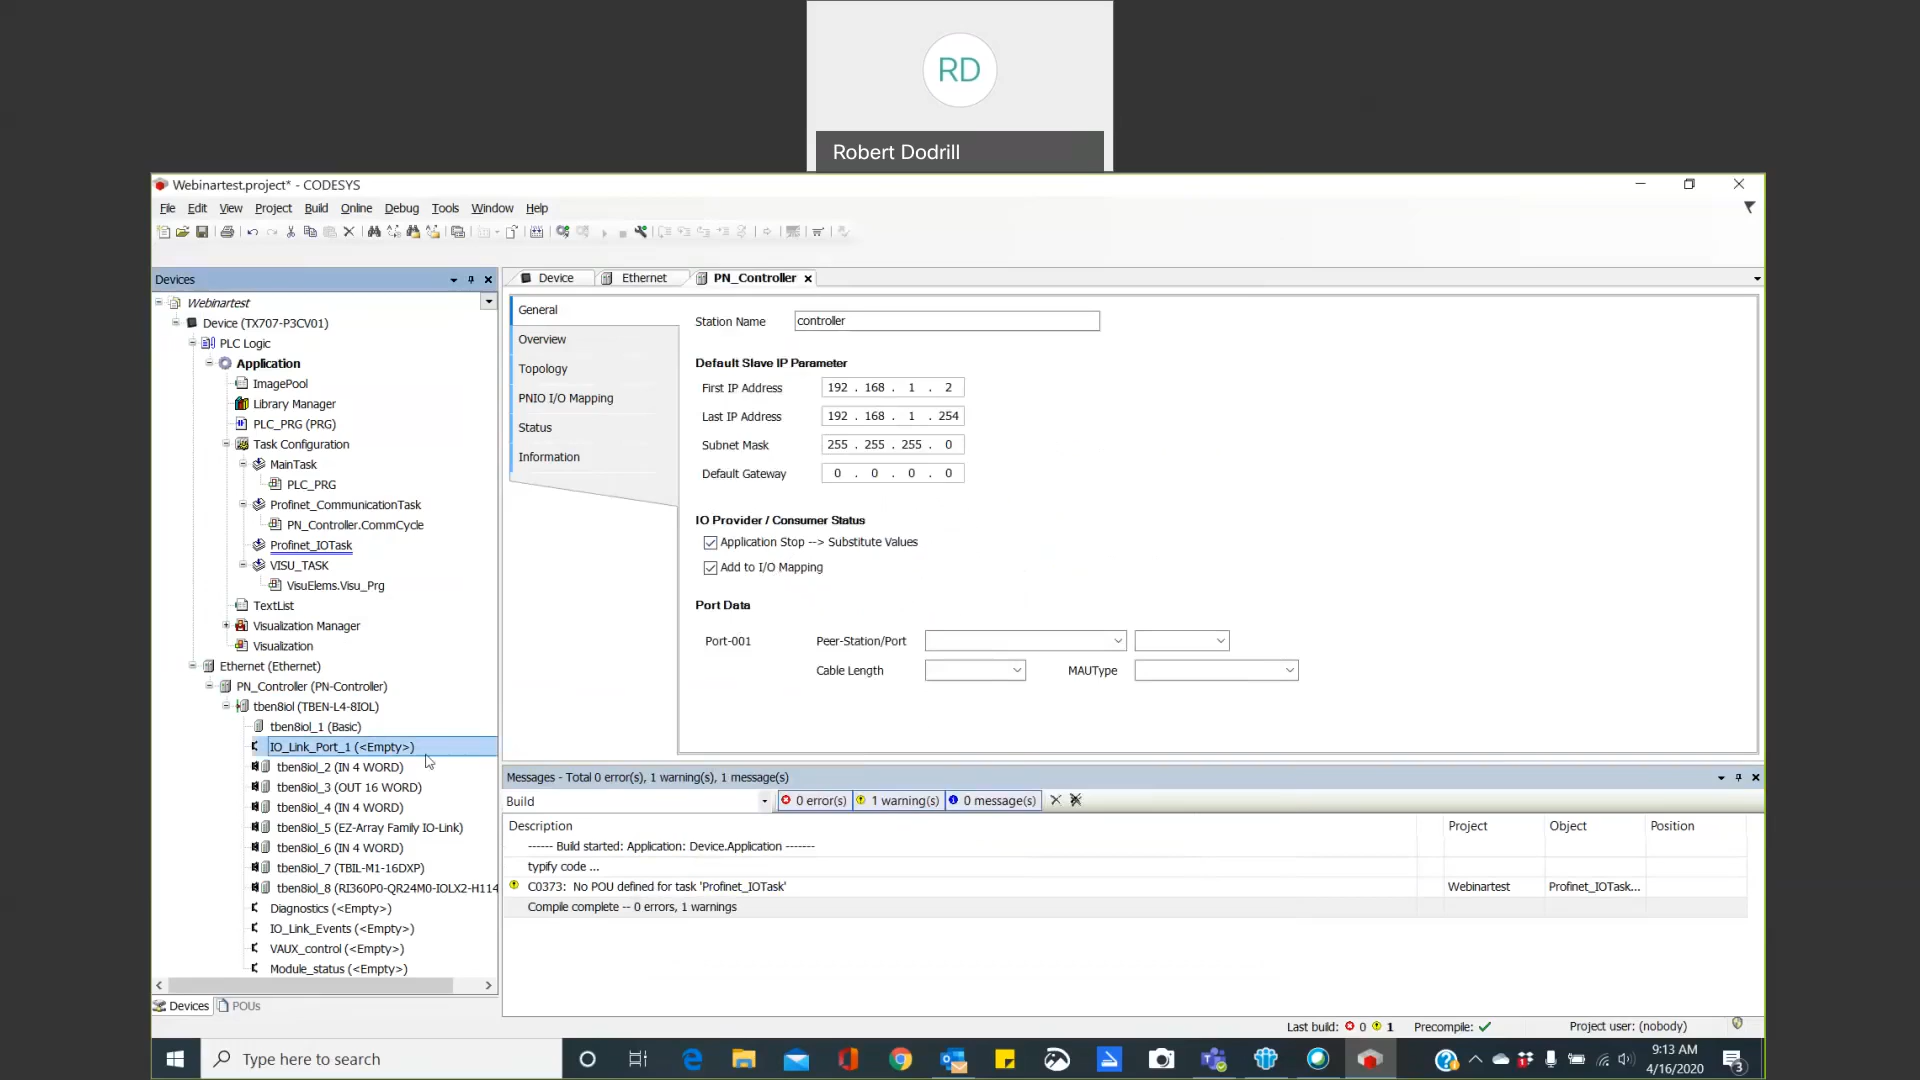 RD
Robert Dodrill
Webinartest.project* - CODESYS
File Edit View Project Build Online Debug Tools Window Help
Devices
Webinartest
Device (TX707-P3CV01)
PLC Logic
Application
ImagePool
Library Manager
PLC_PRG (PRG)
Task Configuration
MainTask
PLC_PRG
Profinet_CommunicationTask
PN_Controller.CommCycle
Profinet_IOTask
VISU_TASK
VisuElems.Visu_Prg
TextList
Visualization Manager
Visualization
Ethernet (Ethernet)
PN_Controller (PN-Controller)
tben8iol (TBEN-L4-8IOL)
tben8iol_1 (Basic)
IO_Link_Port_1 (<Empty>)
tben8iol_2 (IN 4 WORD)
tben8iol_3 (OUT 16 WORD)
tben8iol_4 (IN 4 WORD)
tben8iol_5 (EZ-Array Family IO-Link)
tben8iol_6 (IN 4 WORD)
tben8iol_7 (TBIL-M1-16DXP)
tben8iol_8 (RI360P0-QR24M0-IOLX2-H114
Diagnostics (<Empty>)
IO_Link_Events (<Empty>)
VAUX_control (<Empty>)
Module_status (<Empty>)
Devices POUs
Device Ethernet PN_Controller
General
Overview
Topology
PNIO I/O Mapping
Status
Information
Station Name controller
Default Slave IP Parameter
First IP Address 192 . 168 . 1 . 2
Last IP Address 192 . 168 . 1 . 254
Subnet Mask 255 . 255 . 255 . 0
Default Gateway 0 . 0 . 0 . 0
IO Provider / Consumer Status
Application Stop --> Substitute Values
Add to I/O Mapping
Port Data
Port-001 Peer-Station/Port
Cable Length MAUType
Messages - Total 0 error(s), 1 warning(s), 1 message(s)
Build 0 error(s) 1 warning(s) 0 message(s)
Description Project Object Position
------ Build started: Application: Device.Application -------
typify code ...
C0373: No POU defined for task 'Profinet_IOTask' Webinartest Profinet_IOTask...
Compile complete -- 0 errors, 1 warnings
Last build: 0 1 Precompile: Project user: (nobody)
Type here to search
9:13 AM
4/16/2020
3